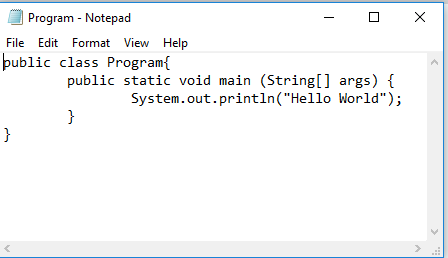 Program - Notepad
File Edit Format View Help
public class Program{
        public static void main (String[] args) {
                System.out.println("Hello World");
        }
}